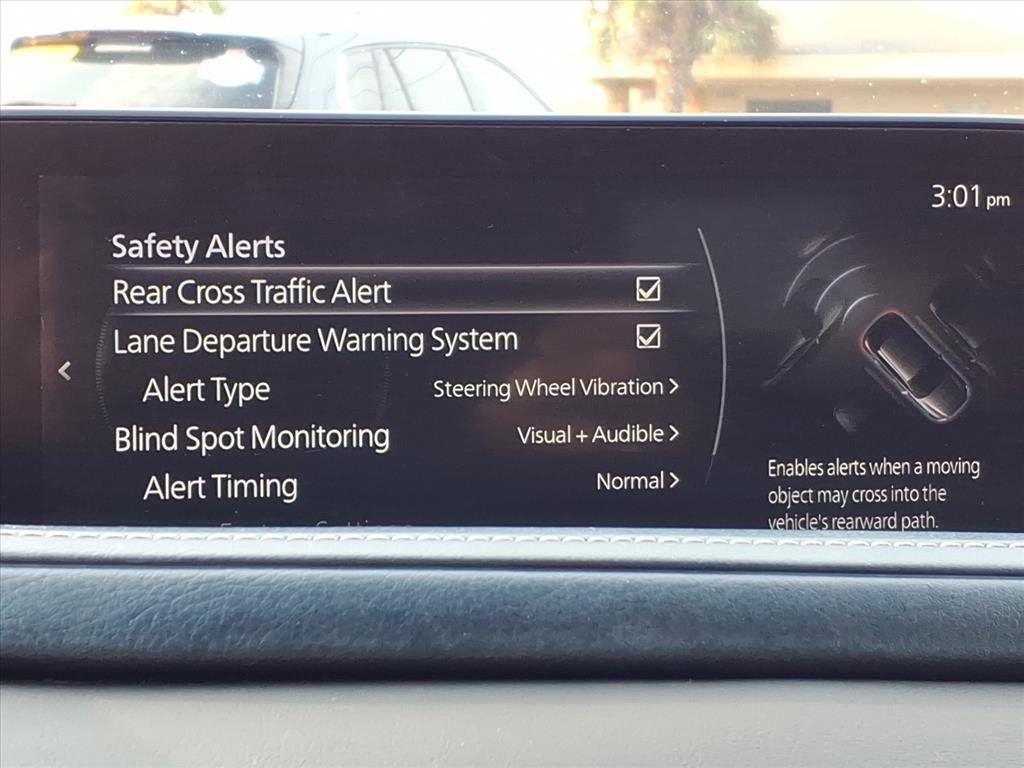 3:01 pm
Safety Alerts
Rear Cross Traffic Alert
Lane Departure Warning System
Alert Type Steering Wheel Vibration >
Blind Spot Monitoring Visual + Audible >
Alert Timing Normal >
Enables alerts when a moving
object may cross into the
vehicle's rearward path.